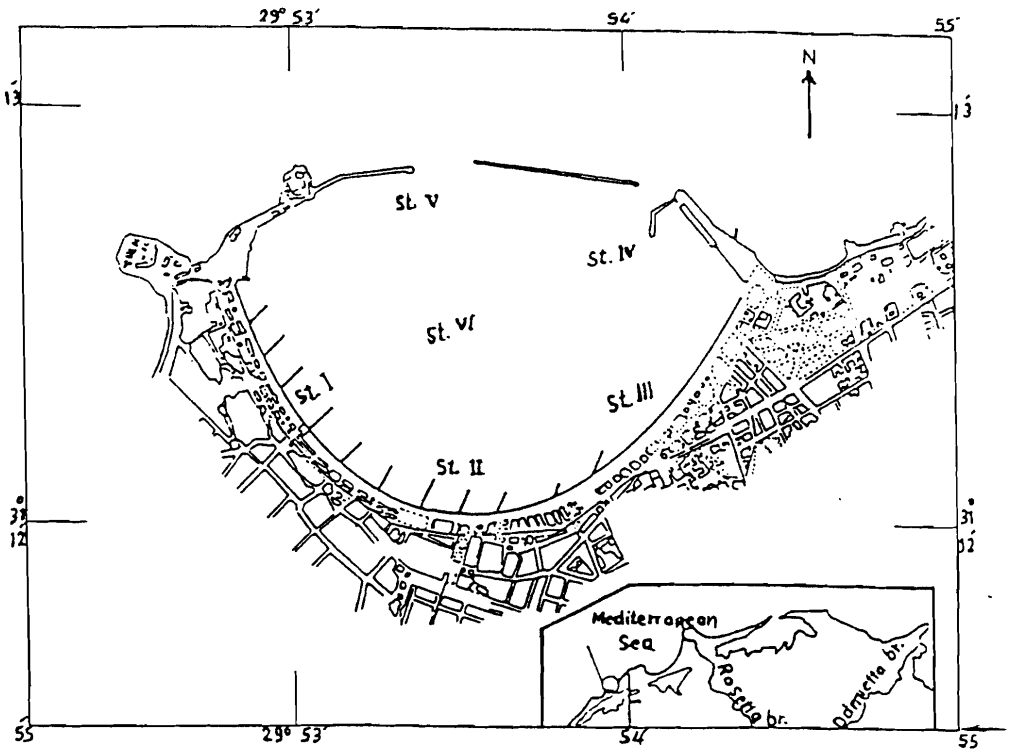 29° 53'
54'
55'
N
13'
13
St. V
St. IV
St. VI
St. I
St. III
St. II
31°
12'
31°
12'
Mediterranean
Sea
Rosetta br.
Damietta br.
55
29° 53'
54
55